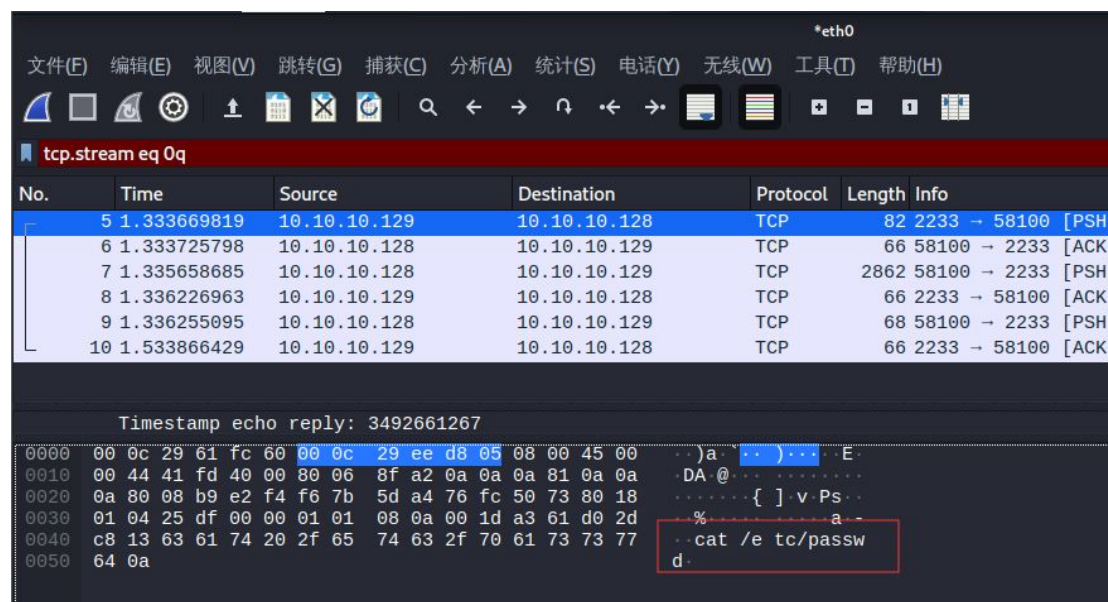 *eth0
文件(F) 编辑(E) 视图(V) 跳转(G) 捕获(C) 分析(A) 统计(S) 电话(Y) 无线(W) 工具(T) 帮助(H)
tcp.stream eq 0q
No. Time Source Destination Protocol Length Info
5 1.333669819 10.10.10.129 10.10.10.128 TCP 82 2233 → 58100 [PSH
6 1.333725798 10.10.10.128 10.10.10.129 TCP 66 58100 → 2233 [ACK
7 1.335658685 10.10.10.128 10.10.10.129 TCP 2862 58100 → 2233 [PSH
8 1.336226963 10.10.10.129 10.10.10.128 TCP 66 2233 → 58100 [ACK
9 1.336255095 10.10.10.128 10.10.10.129 TCP 68 58100 → 2233 [PSH
10 1.533866429 10.10.10.129 10.10.10.128 TCP 66 2233 → 58100 [ACK
Timestamp echo reply: 3492661267
0000 00 0c 29 61 fc 60 00 0c 29 ee d8 05 08 00 45 00 ··)a·`·· )·····E·
0010 00 44 41 fd 40 00 80 06 8f a2 0a 0a 0a 81 0a 0a ·DA·@··· ········
0020 0a 80 08 b9 e2 f4 f6 7b 5d a4 76 fc 50 73 80 18 ·······{ ]·v·Ps··
0030 01 04 25 df 00 00 01 01 08 0a 00 1d a3 61 d0 2d ··%····· ·····a·-
0040 c8 13 63 61 74 20 2f 65 74 63 2f 70 61 73 73 77 ··cat /e tc/passw
0050 64 0a d·